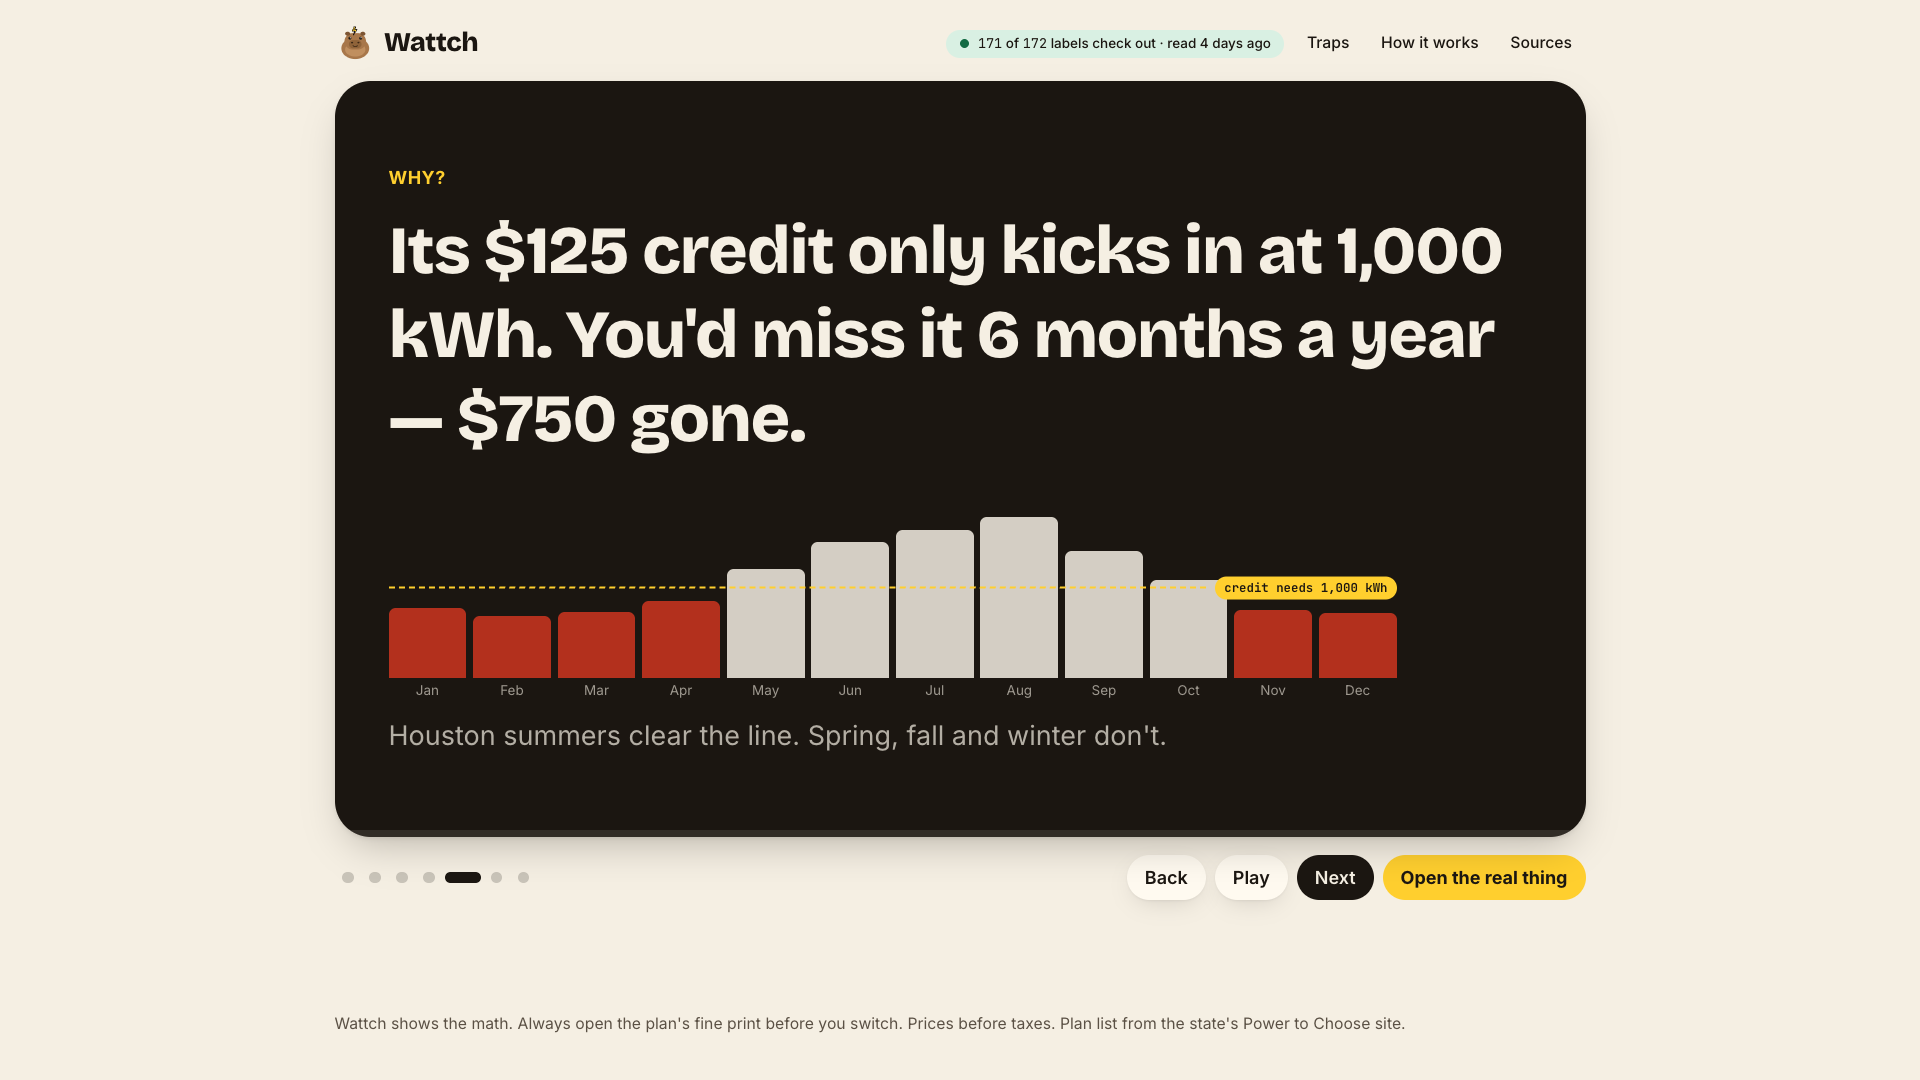 Wattch
171 of 172 labels check out · read 4 days ago
Traps
How it works
Sources
WHY?
Its $125 credit only kicks in at 1,000
kWh. You'd miss it 6 months a year
— $750 gone.
credit needs 1,000 kWh
Jan Feb Mar Apr May Jun Jul Aug Sep Oct Nov Dec
Houston summers clear the line. Spring, fall and winter don't.
Back
Play
Next
Open the real thing
Wattch shows the math. Always open the plan's fine print before you switch. Prices before taxes. Plan list from the state's Power to Choose site.